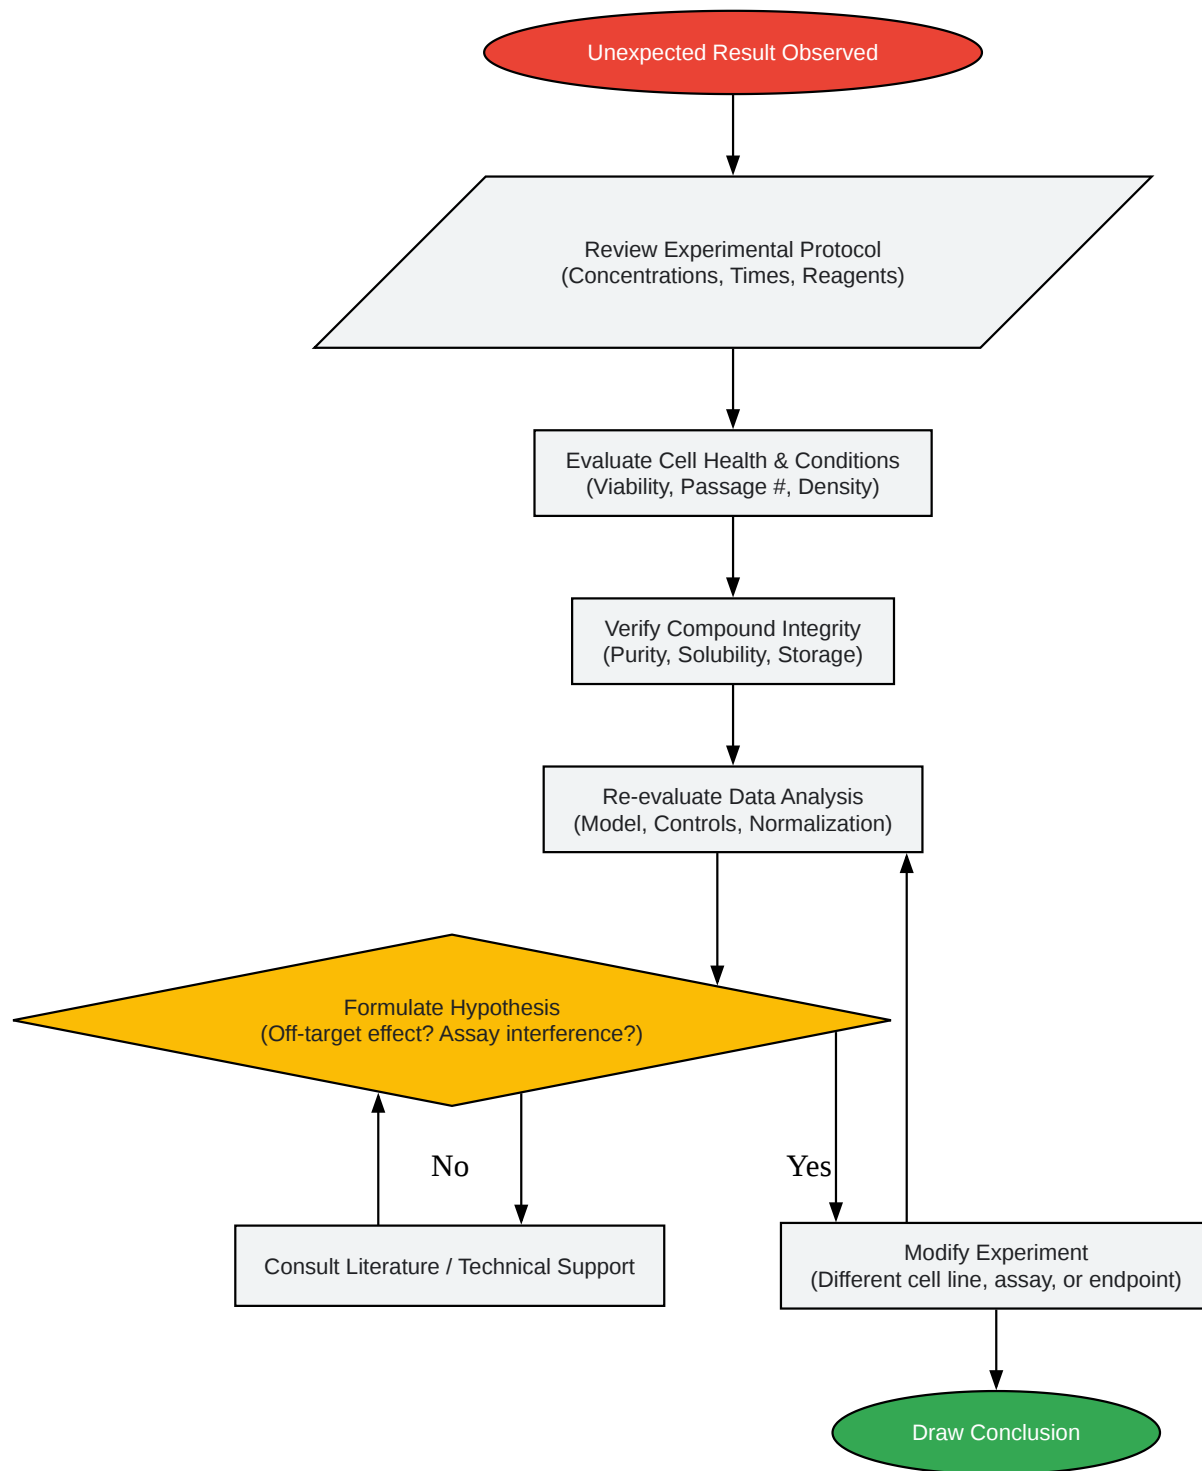 Unexpected Result Observed
Review Experimental Protocol
(Concentrations, Times, Reagents)
Evaluate Cell Health & Conditions
(Viability, Passage #, Density)
Verify Compound Integrity
(Purity, Solubility, Storage)
Re-evaluate Data Analysis
(Model, Controls, Normalization)
Formulate Hypothesis
(Off-target effect? Assay interference?)
No
Yes
Consult Literature / Technical Support
Modify Experiment
(Different cell line, assay, or endpoint)
Draw Conclusion